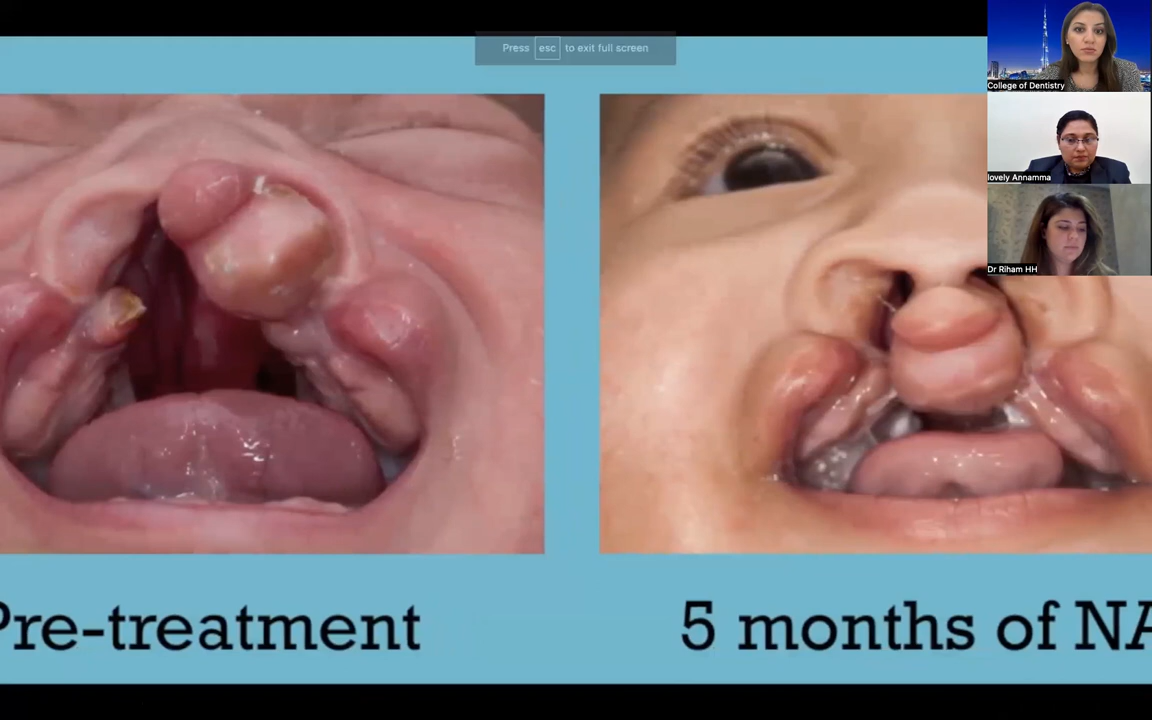 Press esc to exit full screen
College of Dentistry
lovely Annamma
Dr Riham HH
Pre-treatment
5 months of NA